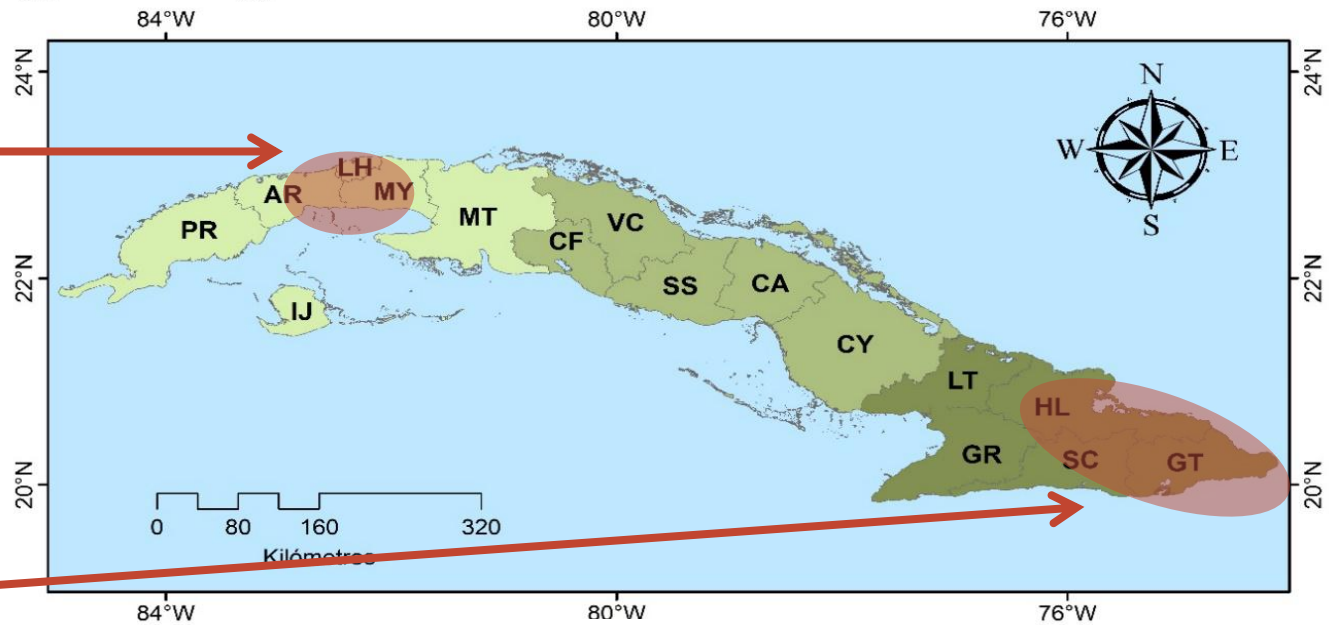 84°W 80°W 76°W
24°N 24°N
N
W E
S
LH
AR MY
MT
PR
VC
CF
22°N 22°N
SS CA
IJ
CY
LT
HL
GR SC GT
20°N 20°N
0 80 160 320
Kilómetros
84°W 80°W 76°W